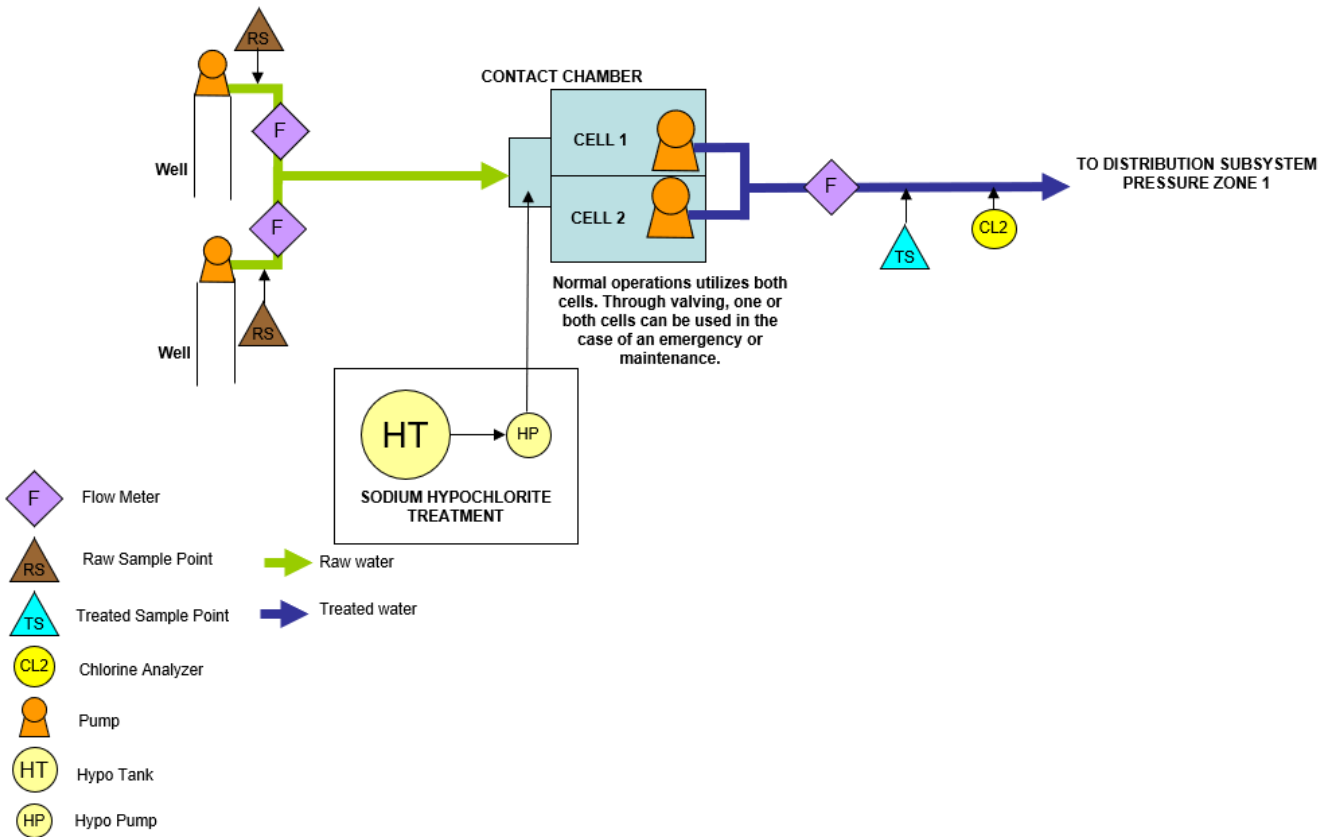 RS
CONTACT CHAMBER
F
CELL 1
Well
TO DISTRIBUTION SUBSYSTEM
PRESSURE ZONE 1
F
F
CELL 2
CL2
TS
Normal operations utilizes both
cells. Through valving, one or
both cells can be used in the
case of an emergency or
maintenance.
RS
Well
HT
HP
SODIUM HYPOCHLORITE
TREATMENT
F Flow Meter
RS Raw Sample Point
Raw water
TS Treated Sample Point
Treated water
CL2 Chlorine Analyzer
Pump
HT Hypo Tank
HP Hypo Pump